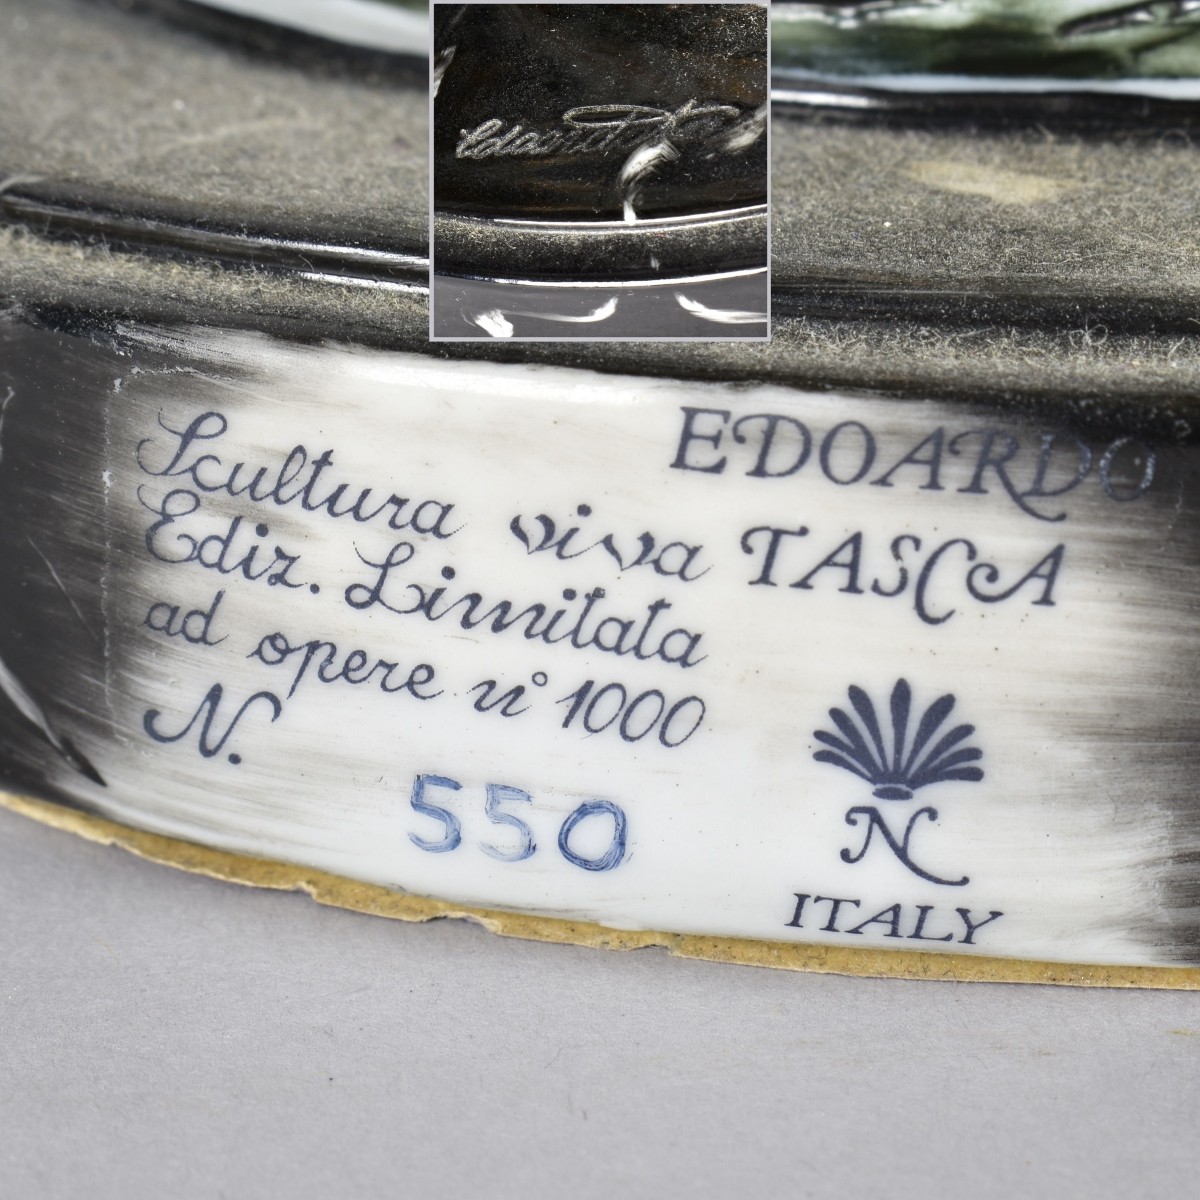 Scultura viva
Ediz. Limitata
ad opere n° 1000
N.
550
EDOARDO
TASCA
N
ITALY